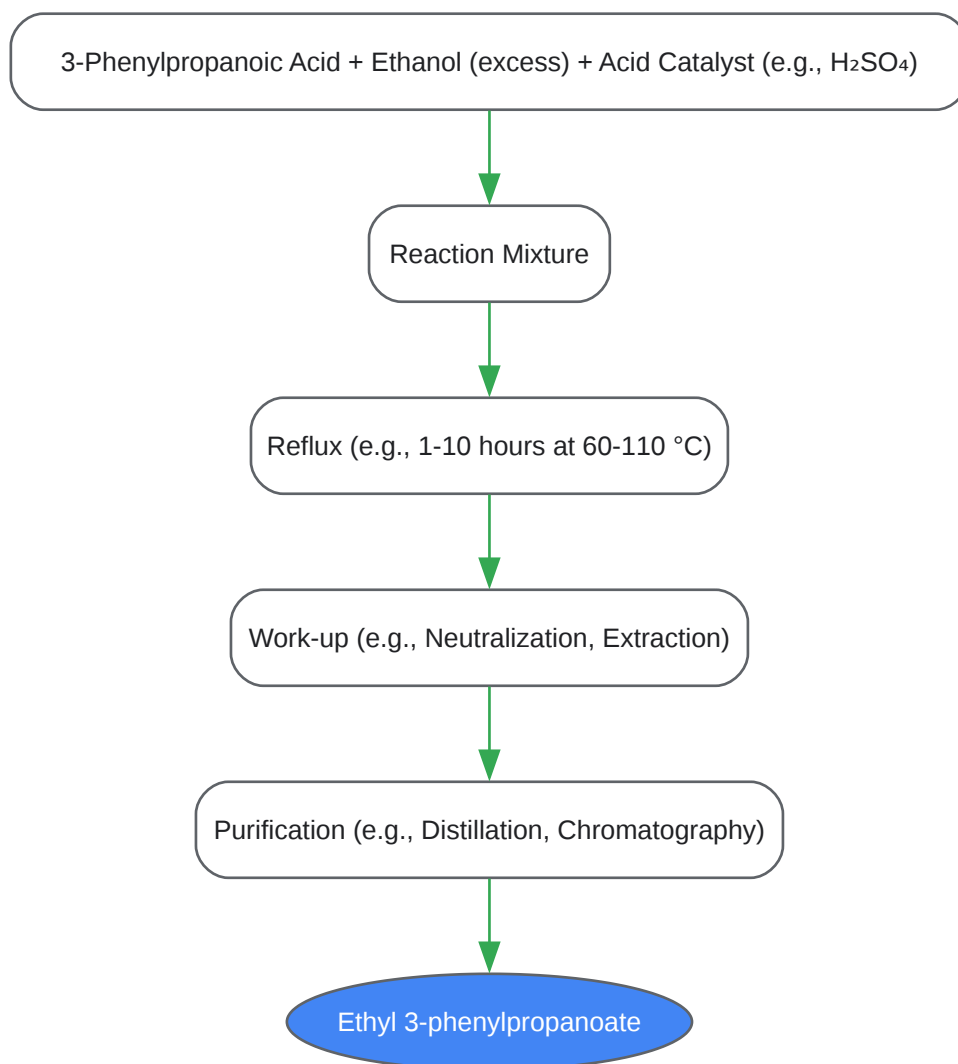 3-Phenylpropanoic Acid + Ethanol (excess) + Acid Catalyst (e.g., H₂SO₄)
Reaction Mixture
Reflux (e.g., 1-10 hours at 60-110 °C)
Work-up (e.g., Neutralization, Extraction)
Purification (e.g., Distillation, Chromatography)
Ethyl 3-phenylpropanoate